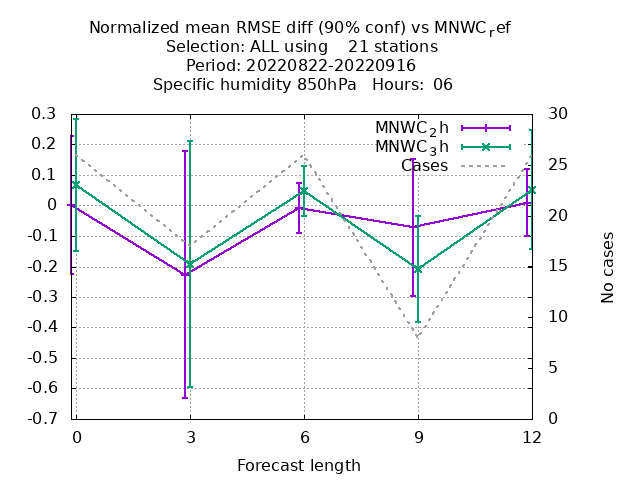 Normalized mean RMSE diff (90% conf) vs MNWC_ref
Selection: ALL using    21 stations
Period: 20220822-20220916
Specific humidity 850hPa   Hours:  06
MNWC_2h
MNWC_3h
Cases
0.3
0.2
0.1
0
-0.1
-0.2
-0.3
-0.4
-0.5
-0.6
-0.7
30
25
20
15
10
5
0
No cases
0 3 6 9 12
Forecast length